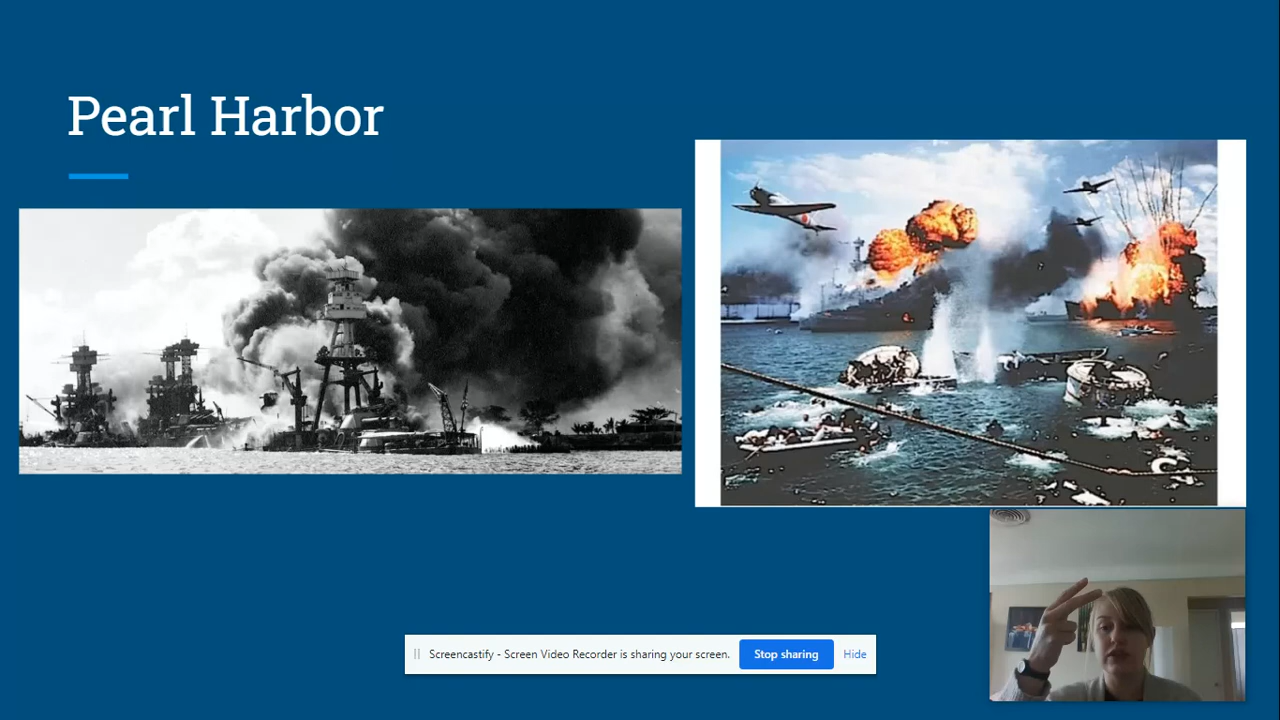 Pearl Harbor
Screencastify - Screen Video Recorder is sharing your screen.
Stop sharing
Hide